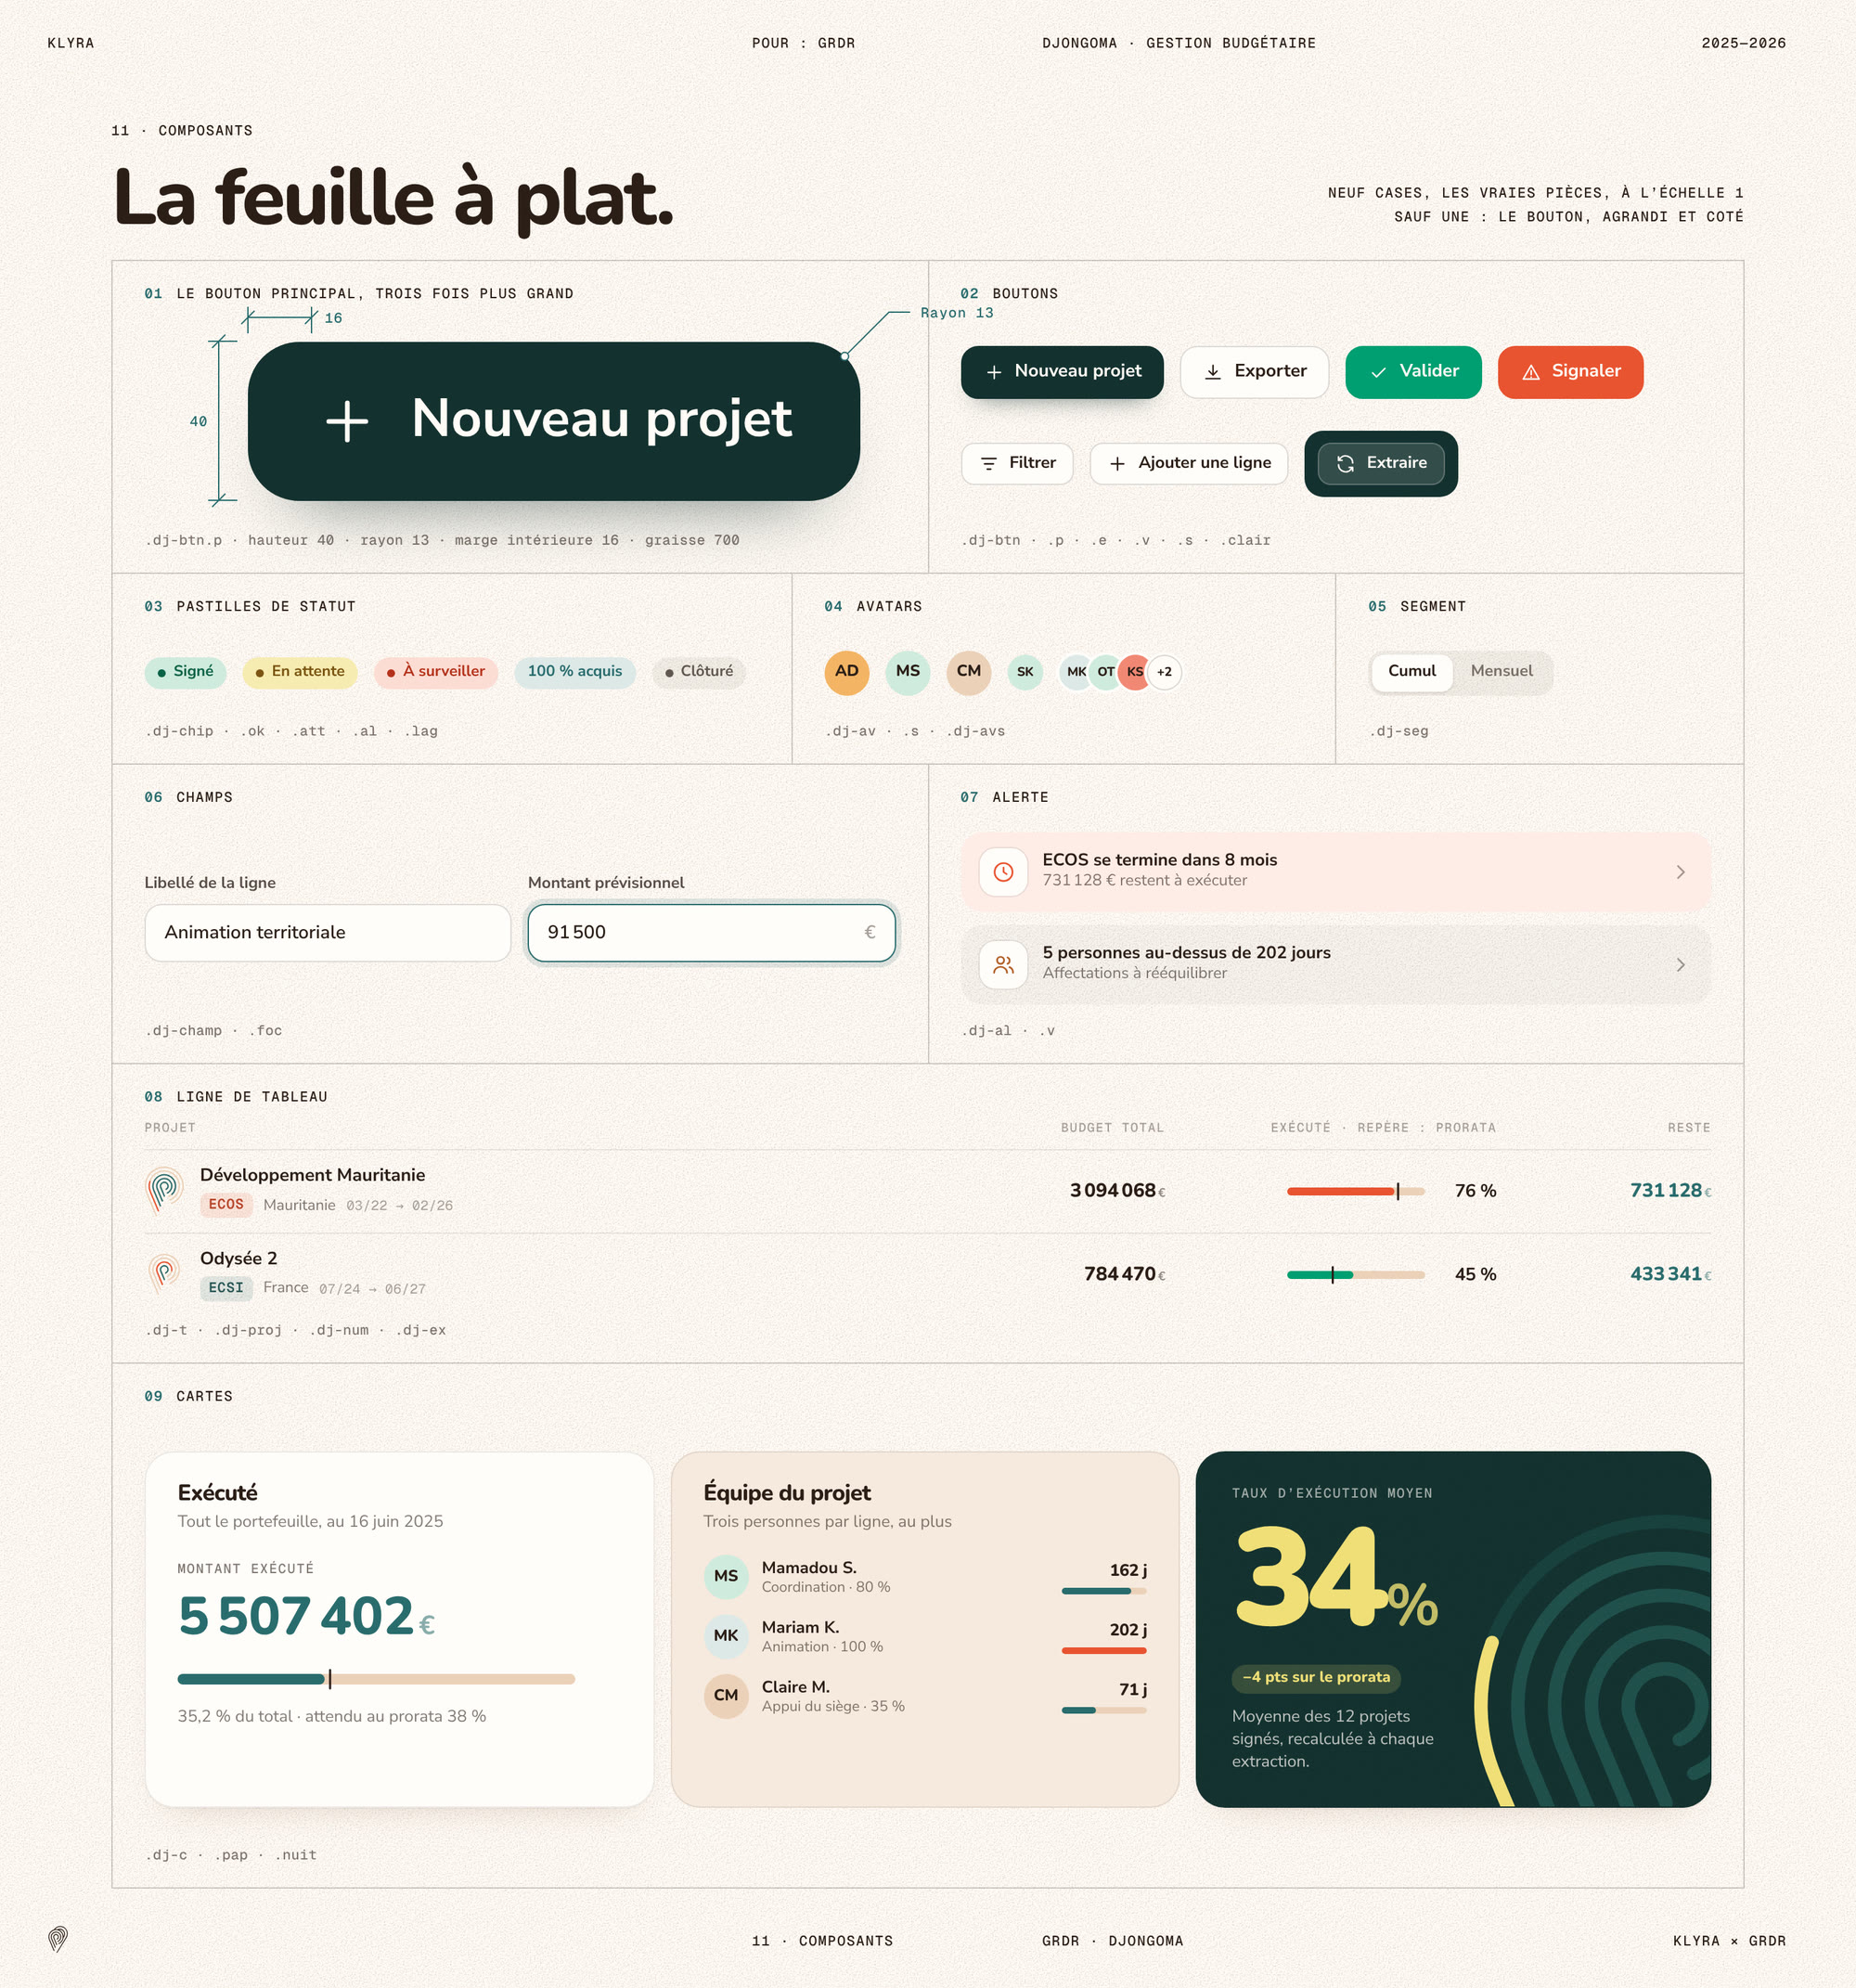 KLYRA
POUR : GRDR
DJONGOMA · GESTION BUDGÉTAIRE
2025–2026
11 · COMPOSANTS
La feuille à plat.
NEUF CASES, LES VRAIES PIÈCES, À L'ÉCHELLE 1
SAUF UNE : LE BOUTON, AGRANDI ET COTÉ
01 LE BOUTON PRINCIPAL, TROIS FOIS PLUS GRAND
16
Rayon 13
40
+ Nouveau projet
.dj-btn.p · hauteur 40 · rayon 13 · marge intérieure 16 · graisse 700
02 BOUTONS
+ Nouveau projet
Exporter
Valider
Signaler
Filtrer
+ Ajouter une ligne
Extraire
.dj-btn · .p · .e · .v · .s · .clair
03 PASTILLES DE STATUT
Signé
En attente
À surveiller
100 % acquis
Clôturé
.dj-chip · .ok · .att · .al · .lag
04 AVATARS
AD
MS
CM
SK
MK
OT
KS
+2
.dj-av · .s · .dj-avs
05 SEGMENT
Cumul
Mensuel
.dj-seg
06 CHAMPS
Libellé de la ligne
Animation territoriale
Montant prévisionnel
91 500 €
.dj-champ · .foc
07 ALERTE
ECOS se termine dans 8 mois
731 128 € restent à exécuter
5 personnes au-dessus de 202 jours
Affectations à rééquilibrer
.dj-al · .v
08 LIGNE DE TABLEAU
PROJET
BUDGET TOTAL
EXÉCUTÉ · REPÈRE : PRORATA
RESTE
Développement Mauritanie
ECOS Mauritanie 03/22 → 02/26
3 094 068 €
76 %
731 128 €
Odysée 2
ECSI France 07/24 → 06/27
784 470 €
45 %
433 341 €
.dj-t · .dj-proj · .dj-num · .dj-ex
09 CARTES
Exécuté
Tout le portefeuille, au 16 juin 2025
MONTANT EXÉCUTÉ
5 507 402 €
35,2 % du total · attendu au prorata 38 %
Équipe du projet
Trois personnes par ligne, au plus
MS
Mamadou S.
Coordination · 80 %
162 j
MK
Mariam K.
Animation · 100 %
202 j
CM
Claire M.
Appui du siège · 35 %
71 j
TAUX D'EXÉCUTION MOYEN
34%
−4 pts sur le prorata
Moyenne des 12 projets
signés, recalculée à chaque
extraction.
.dj-c · .pap · .nuit
11 · COMPOSANTS
GRDR · DJONGOMA
KLYRA × GRDR